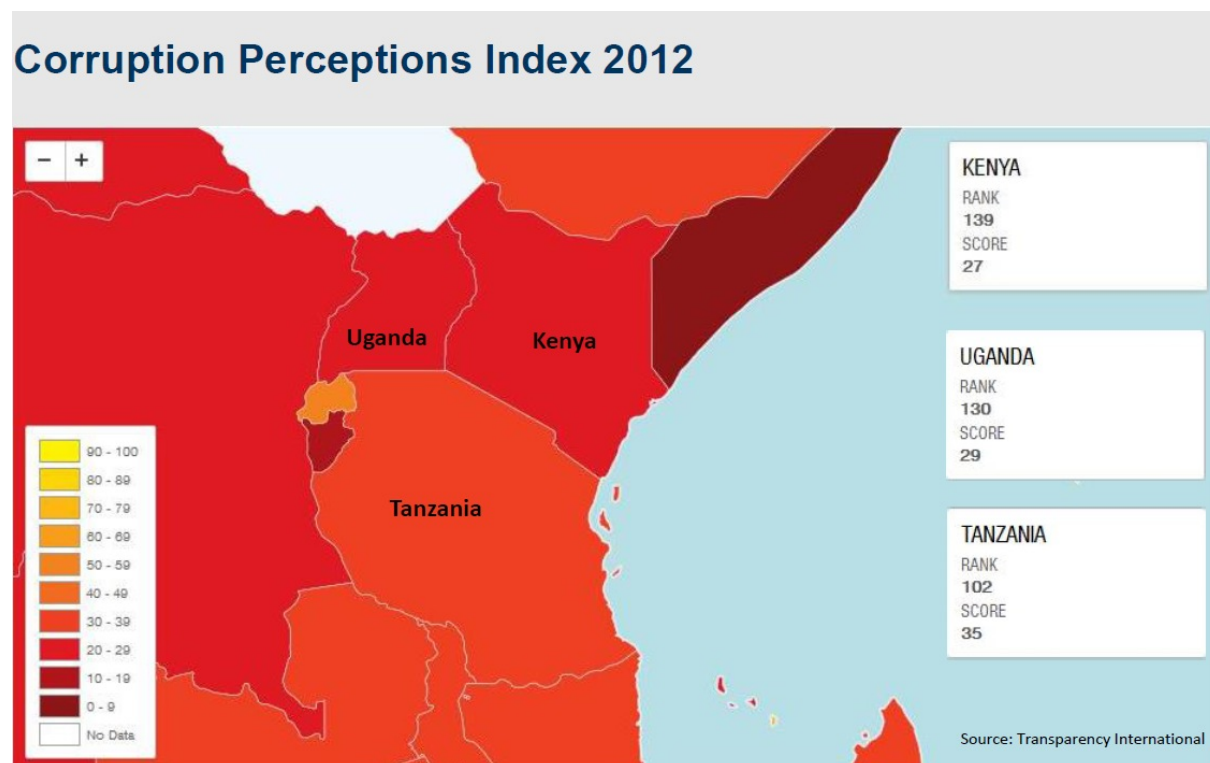 Corruption Perceptions Index 2012
− +
Uganda
Kenya
Tanzania
90 - 100
80 - 89
70 - 79
60 - 69
50 - 59
40 - 49
30 - 39
20 - 29
10 - 19
0 - 9
No Data
KENYA
RANK
139
SCORE
27
UGANDA
RANK
130
SCORE
29
TANZANIA
RANK
102
SCORE
35
Source: Transparency International